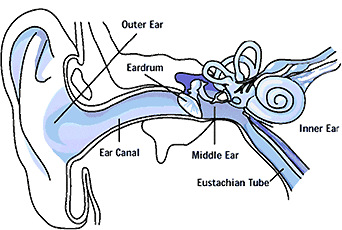 Outer Ear
Eardrum
Inner Ear
Ear Canal
Middle Ear
Eustachian Tube